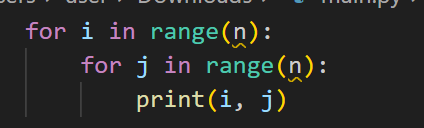 for i in range(n):
    for j in range(n):
        print(i, j)